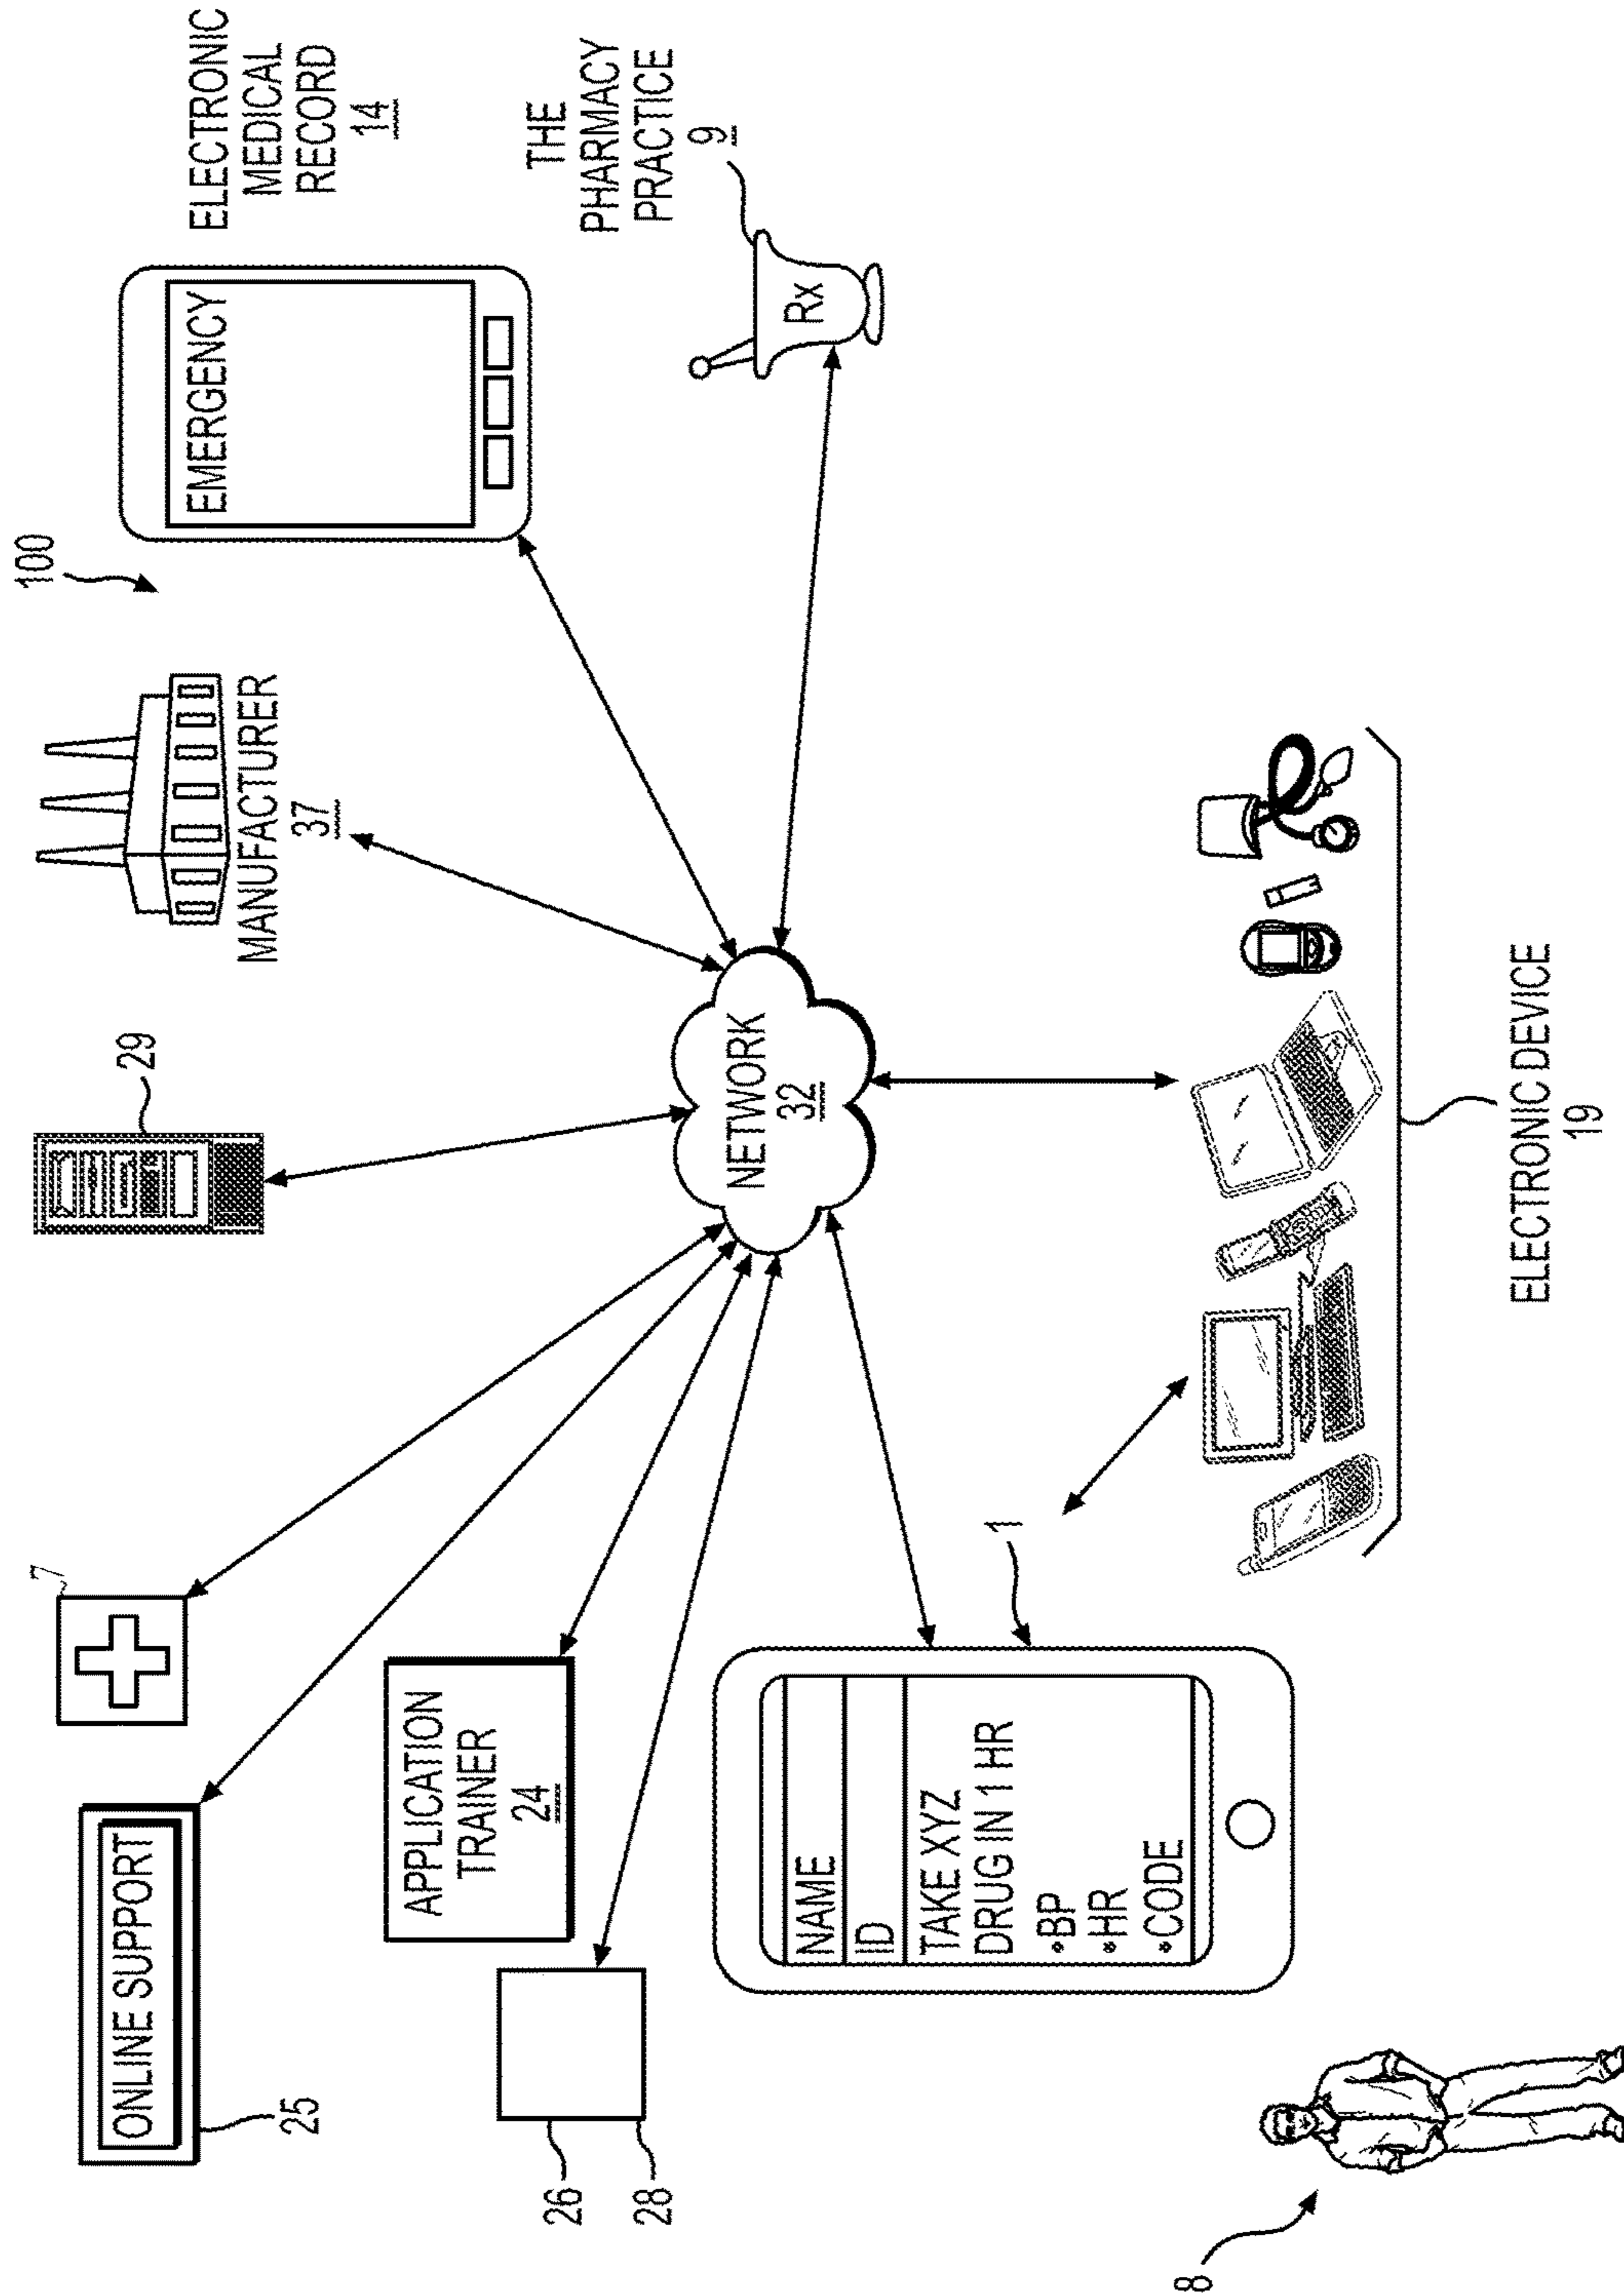 ONLINE SUPPORT
25
7
29
MANUFACTURER
37
100
EMERGENCY
ELECTRONIC
MEDICAL
RECORD
14
APPLICATION
TRAINER
24
26
28
NETWORK
32
THE
PHARMACY
PRACTICE
9
Rx
NAME
ID
TAKE XYZ
DRUG IN 1 HR
•BP
•HR
•CODE
1
8
ELECTRONIC DEVICE
19